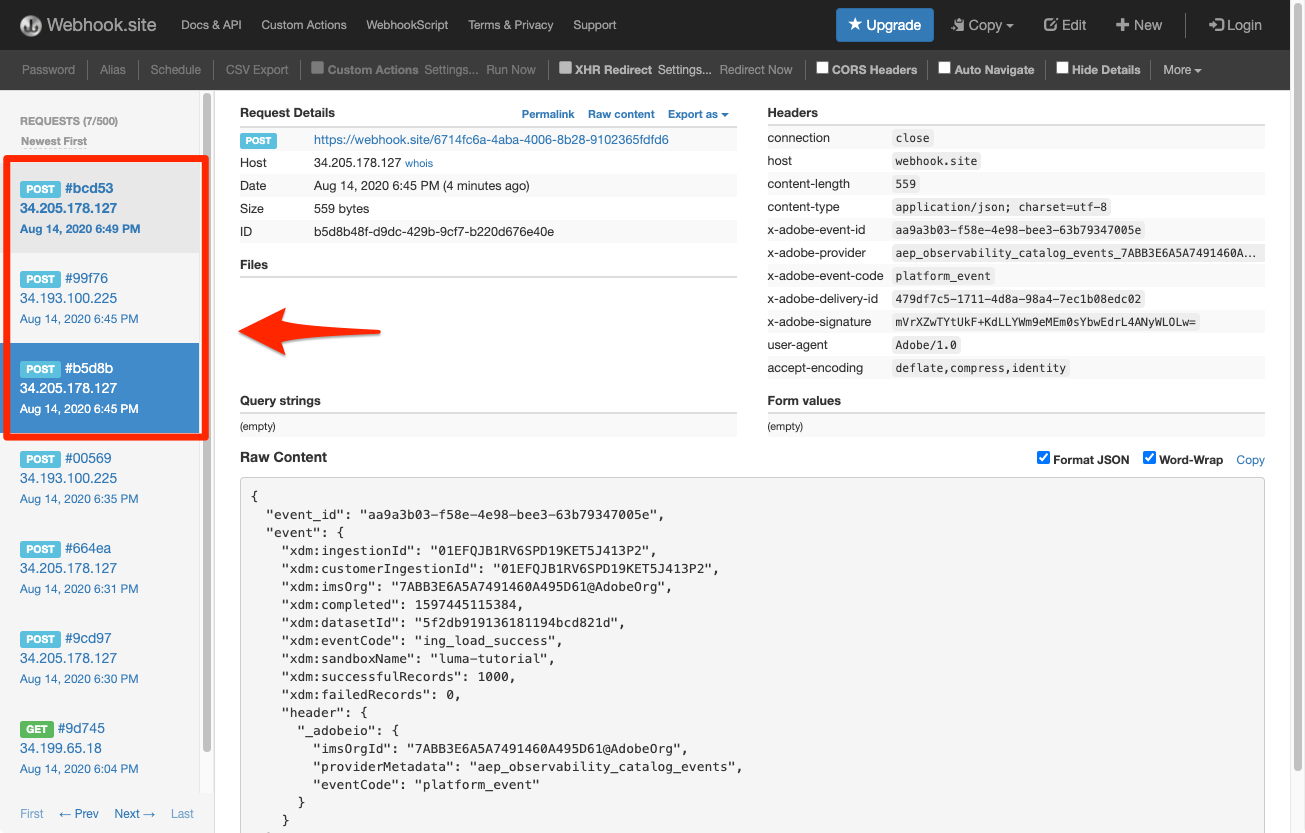 Webhook.site Docs & API Custom Actions WebhookScript Terms & Privacy Support Upgrade Copy Edit New Login
Password Alias Schedule CSV Export Custom Actions Settings... Run Now XHR Redirect Settings... Redirect Now CORS Headers Auto Navigate Hide Details More
REQUESTS (7/500)
Newest First
POST #bcd53
34.205.178.127
Aug 14, 2020 6:49 PM
POST #99f76
34.193.100.225
Aug 14, 2020 6:45 PM
POST #b5d8b
34.205.178.127
Aug 14, 2020 6:45 PM
POST #00569
34.193.100.225
Aug 14, 2020 6:35 PM
POST #664ea
34.205.178.127
Aug 14, 2020 6:31 PM
POST #9cd97
34.205.178.127
Aug 14, 2020 6:30 PM
GET #9d745
34.199.65.18
Aug 14, 2020 6:04 PM
First ← Prev Next → Last
Request Details Permalink Raw content Export as
POST https://webhook.site/6714fc6a-4aba-4006-8b28-9102365fdfd6
Host 34.205.178.127 whois
Date Aug 14, 2020 6:45 PM (4 minutes ago)
Size 559 bytes
ID b5d8b48f-d9dc-429b-9cf7-b220d676e40e
Files
Headers
connection close
host webhook.site
content-length 559
content-type application/json; charset=utf-8
x-adobe-event-id aa9a3b03-f58e-4e98-bee3-63b79347005e
x-adobe-provider aep_observability_catalog_events_7ABB3E6A5A7491460A...
x-adobe-event-code platform_event
x-adobe-delivery-id 479df7c5-1711-4d8a-98a4-7ec1b08edc02
x-adobe-signature mVrXZwTYtUkF+KdLLYWm9eMEm0sYbwEdrL4ANyWLOLw=
user-agent Adobe/1.0
accept-encoding deflate,compress,identity
Query strings
(empty)
Form values
(empty)
Raw Content Format JSON Word-Wrap Copy
{
"event_id": "aa9a3b03-f58e-4e98-bee3-63b79347005e",
"event": {
"xdm:ingestionId": "01EFQJB1RV6SPD19KET5J413P2",
"xdm:customerIngestionId": "01EFQJB1RV6SPD19KET5J413P2",
"xdm:imsOrg": "7ABB3E6A5A7491460A495D61@AdobeOrg",
"xdm:completed": 1597445115384,
"xdm:datasetId": "5f2db919136181194bcd821d",
"xdm:eventCode": "ing_load_success",
"xdm:sandboxName": "luma-tutorial",
"xdm:successfulRecords": 1000,
"xdm:failedRecords": 0,
"header": {
"_adobeio": {
"imsOrgId": "7ABB3E6A5A7491460A495D61@AdobeOrg",
"providerMetadata": "aep_observability_catalog_events",
"eventCode": "platform_event"
}
}